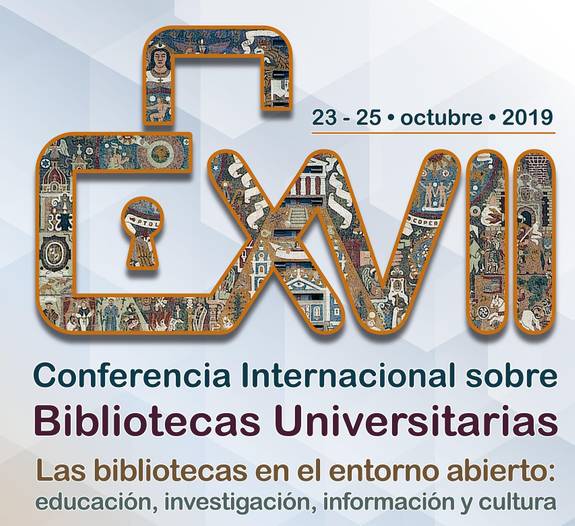 23 - 25 • octubre • 2019
XVII
Conferencia Internacional sobre
Bibliotecas Universitarias
Las bibliotecas en el entorno abierto:
educación, investigación, información y cultura